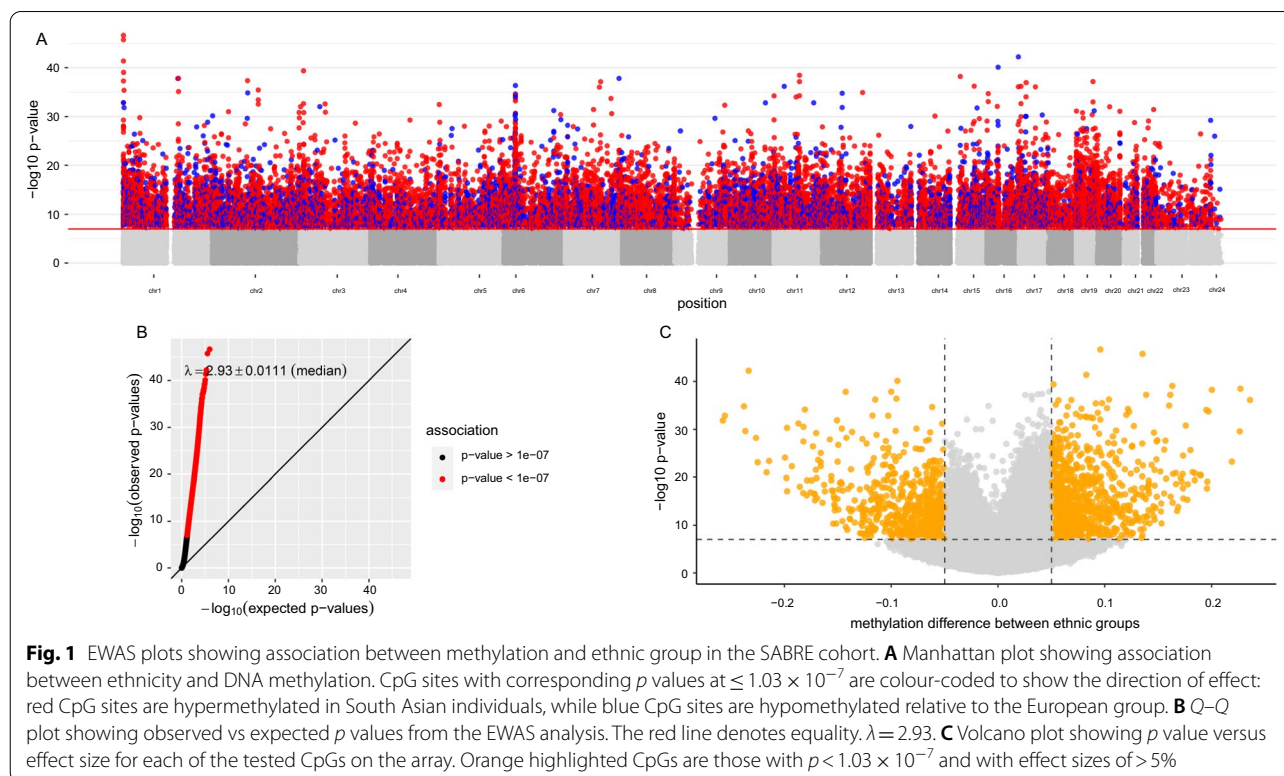 A
40
30
20
10
0
−log10 p−value
chr1 chr2 chr3 chr4 chr5 chr6 chr7 chr8 chr9 chr10 chr11 chr12 chr13 chr14 chr15 chr16 chr17 chr18 chr19 chr20 chr21 chr22 chr23 chr24
position
B
λ = 2.93 ± 0.0111 (median)
40
30
20
10
0
−log10(observed p−values)
0 10 20 30 40
−log10(expected p−values)
association
p−value > 1e−07
p−value < 1e−07
C
40
30
20
10
0
−log10 p−value
−0.2 −0.1 0.0 0.1 0.2
methylation difference between ethnic groups
Fig. 1 EWAS plots showing association between methylation and ethnic group in the SABRE cohort. A Manhattan plot showing association
between ethnicity and DNA methylation. CpG sites with corresponding p values at ≤ 1.03 × 10⁻⁷ are colour-coded to show the direction of effect:
red CpG sites are hypermethylated in South Asian individuals, while blue CpG sites are hypomethylated relative to the European group. B Q–Q
plot showing observed vs expected p values from the EWAS analysis. The red line denotes equality. λ = 2.93. C Volcano plot showing p value versus
effect size for each of the tested CpGs on the array. Orange highlighted CpGs are those with p < 1.03 × 10⁻⁷ and with effect sizes of > 5%